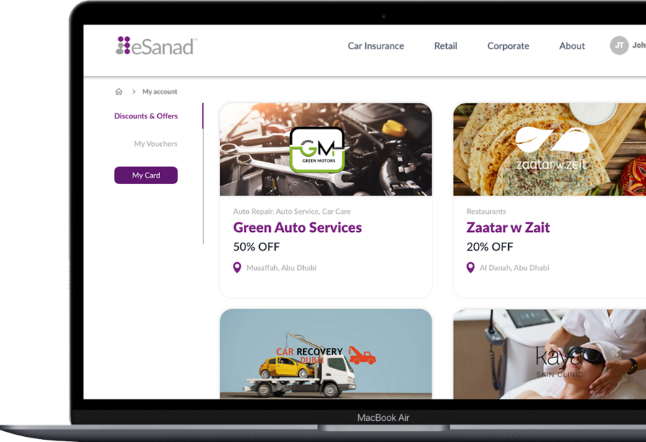 eSanad™
Car Insurance
Retail
Corporate
About
JT
My account
Discounts & Offers
My Vouchers
My Card
GM
GREEN MOTORS
zaatar w zeit
Auto Repair, Auto Service, Car Care
Green Auto Services
50% OFF
Musaffah, Abu Dhabi
Restaurants
Zaatar w Zait
20% OFF
Al Danah, Abu Dhabi
CAR RECOVERY
DUBAI
kaya
SKIN CLINIC
MacBook Air